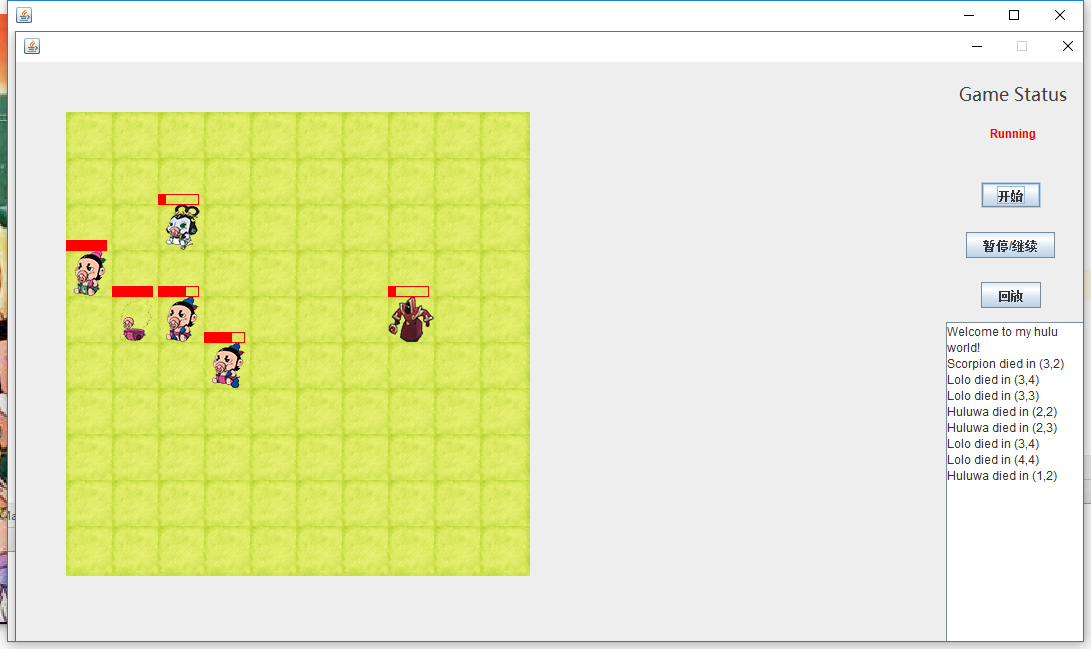 Game Status
Running
开始
暂停/继续
回放
Welcome to my hulu
world!
Scorpion died in (3,2)
Lolo died in (3,4)
Lolo died in (3,3)
Huluwa died in (2,2)
Huluwa died in (2,3)
Lolo died in (3,4)
Lolo died in (4,4)
Huluwa died in (1,2)